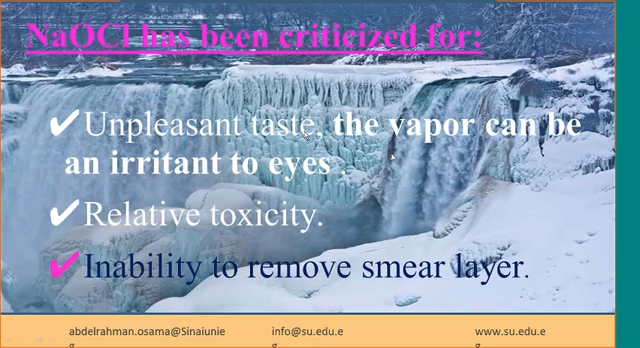 NaOCl has been criticized for:
✔Unpleasant taste, the vapor can be
an irritant to eyes .
✔Relative toxicity.
✔Inability to remove smear layer.
abdelrahman.osama@Sinaiunie info@su.edu.e www.su.edu.e